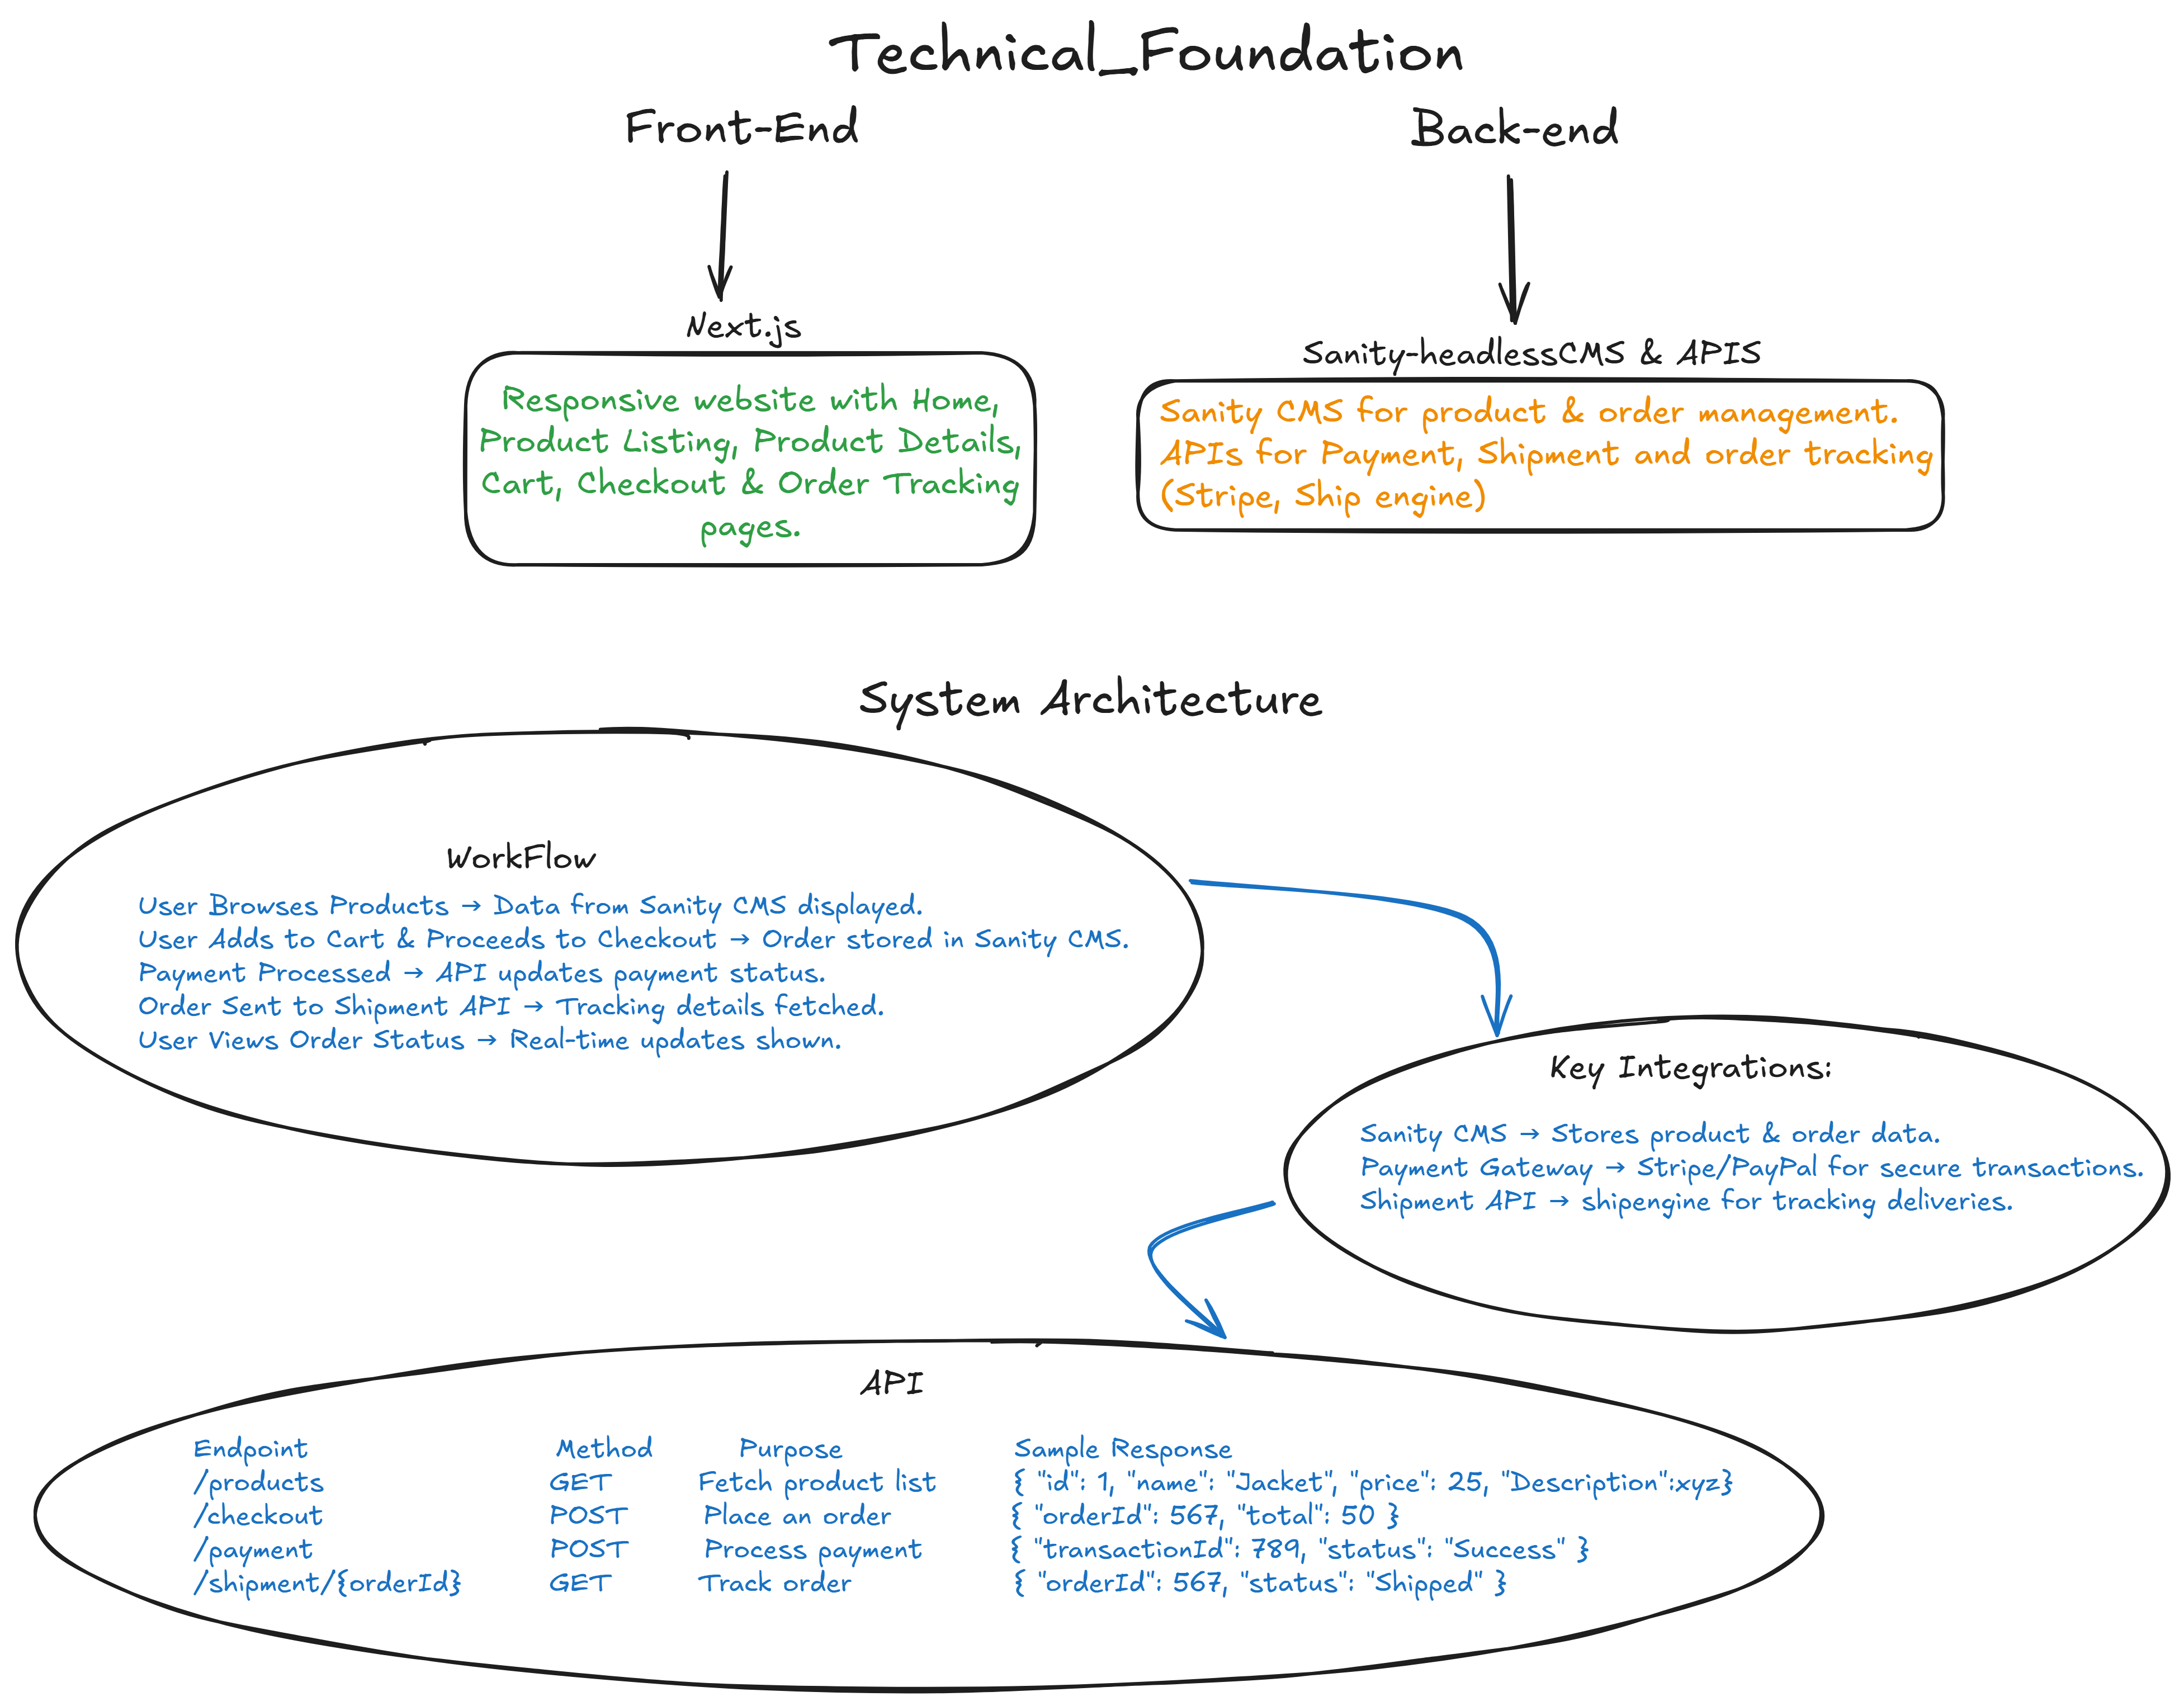 Technical_Foundation
Front-End
Back-end
Next.js
Responsive website with Home,
Product Listing, Product Details,
Cart, Checkout & Order Tracking
pages.
Sanity-headlessCMS & APIS
Sanity CMS for product & order management.
APIs for Payment, Shipment and order tracking
(Stripe, Ship engine)
System Architecture
WorkFlow
User Browses Products → Data from Sanity CMS displayed.
User Adds to Cart & Proceeds to Checkout → Order stored in Sanity CMS.
Payment Processed → API updates payment status.
Order Sent to Shipment API → Tracking details fetched.
User Views Order Status → Real-time updates shown.
Key Integrations:
Sanity CMS → Stores product & order data.
Payment Gateway → Stripe/PayPal for secure transactions.
Shipment API → shipengine for tracking deliveries.
API
Endpoint Method Purpose Sample Response
/products GET Fetch product list { "id": 1, "name": "Jacket", "price": 25, "Description":xyz}
/checkout POST Place an order { "orderId": 567, "total": 50 }
/payment POST Process payment { "transactionId": 789, "status": "Success" }
/shipment/{orderId} GET Track order { "orderId": 567, "status": "Shipped" }